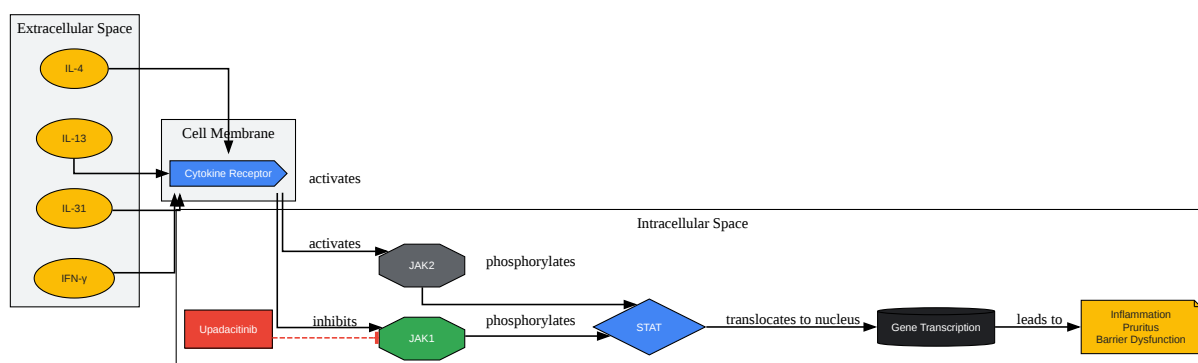 Extracellular Space
IL-4
IL-13
IL-31
IFN-γ
Cell Membrane
Cytokine Receptor
activates
Intracellular Space
activates
JAK2
phosphorylates
Upadacitinib
inhibits
JAK1
phosphorylates
STAT
translocates to nucleus
Gene Transcription
leads to
Inflammation
Pruritus
Barrier Dysfunction